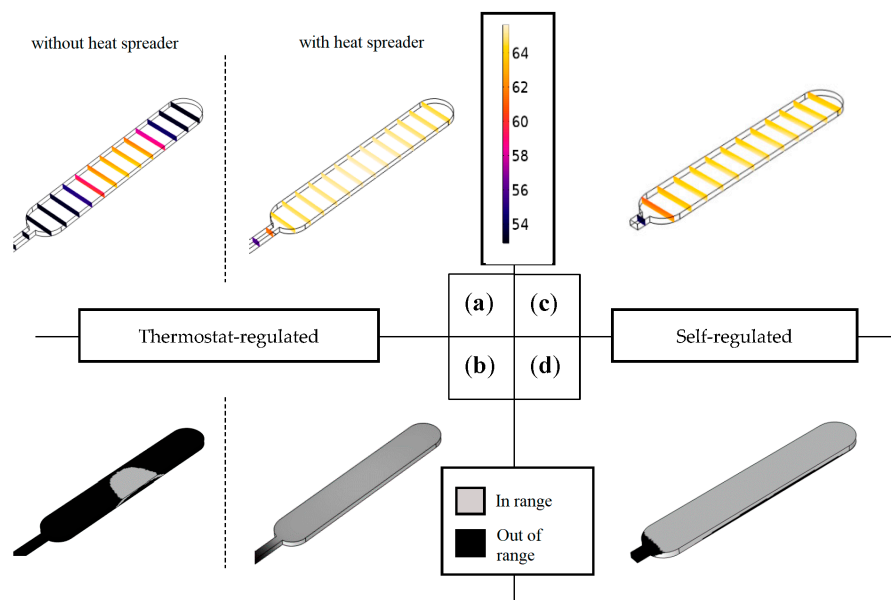 without heat spreader
with heat spreader
64
62
60
58
56
54
(a)
(c)
Thermostat-regulated
Self-regulated
(b)
(d)
In range
Out of
range